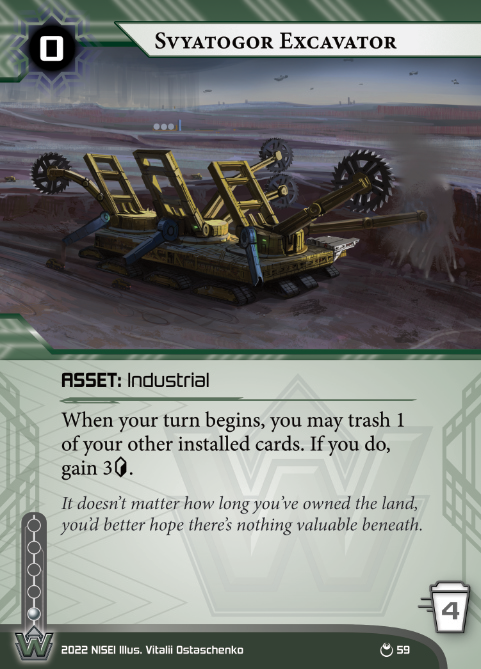 0
Svyatogor Excavator
ASSET: Industrial
When your turn begins, you may trash 1
of your other installed cards. If you do,
gain 3.
It doesn't matter how long you've owned the land,
you'd better hope there's nothing valuable beneath.
4
W
2022 NISEI Illus. Vitalii Ostaschenko
59